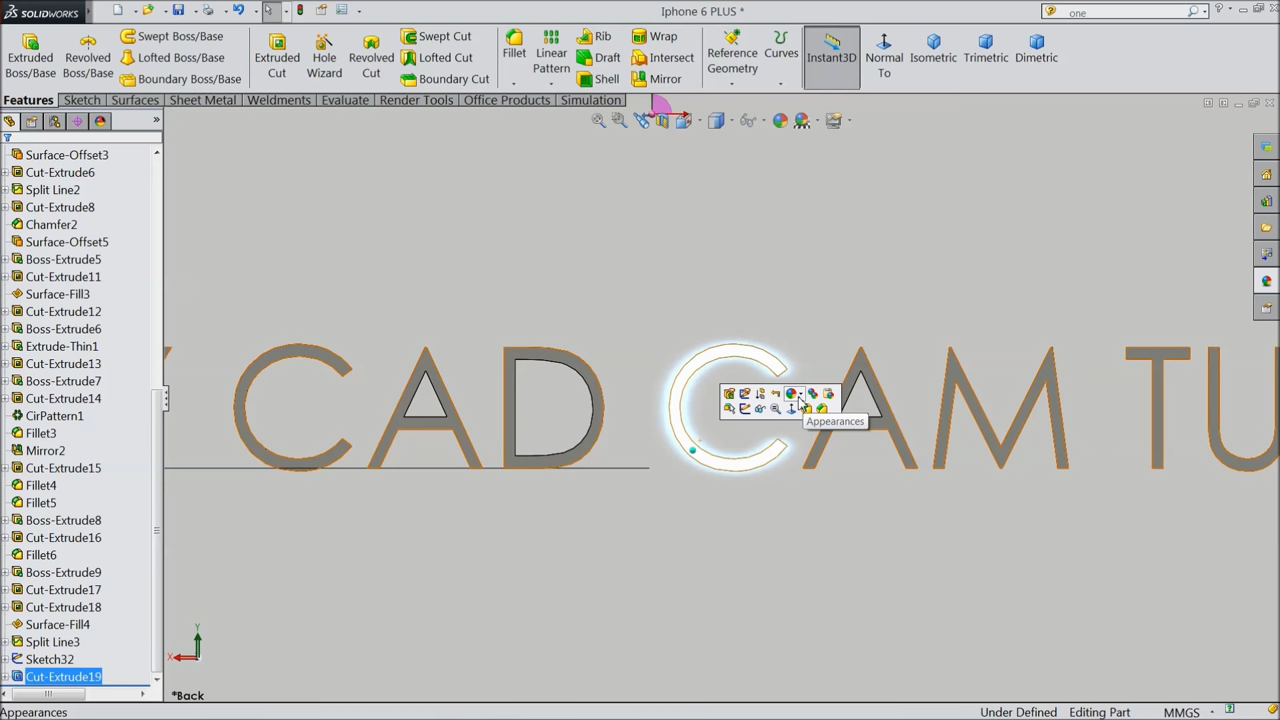 SOLIDWORKS
Iphone 6 PLUS *
one
Extruded Boss/Base
Revolved Boss/Base
Swept Boss/Base
Lofted Boss/Base
Boundary Boss/Base
Extruded Cut
Hole Wizard
Revolved Cut
Swept Cut
Lofted Cut
Boundary Cut
Fillet
Linear Pattern
Rib
Draft
Shell
Wrap
Intersect
Mirror
Reference Geometry
Curves
Instant3D
Normal To
Isometric
Trimetric
Dimetric
Features
Sketch
Surfaces
Sheet Metal
Weldments
Evaluate
Render Tools
Office Products
Simulation
Surface-Offset3
Cut-Extrude6
Split Line2
Cut-Extrude8
Chamfer2
Surface-Offset5
Boss-Extrude5
Cut-Extrude11
Surface-Fill3
Cut-Extrude12
Boss-Extrude6
Extrude-Thin1
Cut-Extrude13
Boss-Extrude7
Cut-Extrude14
CirPattern1
Fillet3
Mirror2
Cut-Extrude15
Fillet4
Fillet5
Boss-Extrude8
Cut-Extrude16
Fillet6
Boss-Extrude9
Cut-Extrude17
Cut-Extrude18
Surface-Fill4
Split Line3
Sketch32
Cut-Extrude19
CAD CAM TU
Appearances
Y
X
*Back
Appearances
Under Defined
Editing Part
MMGS